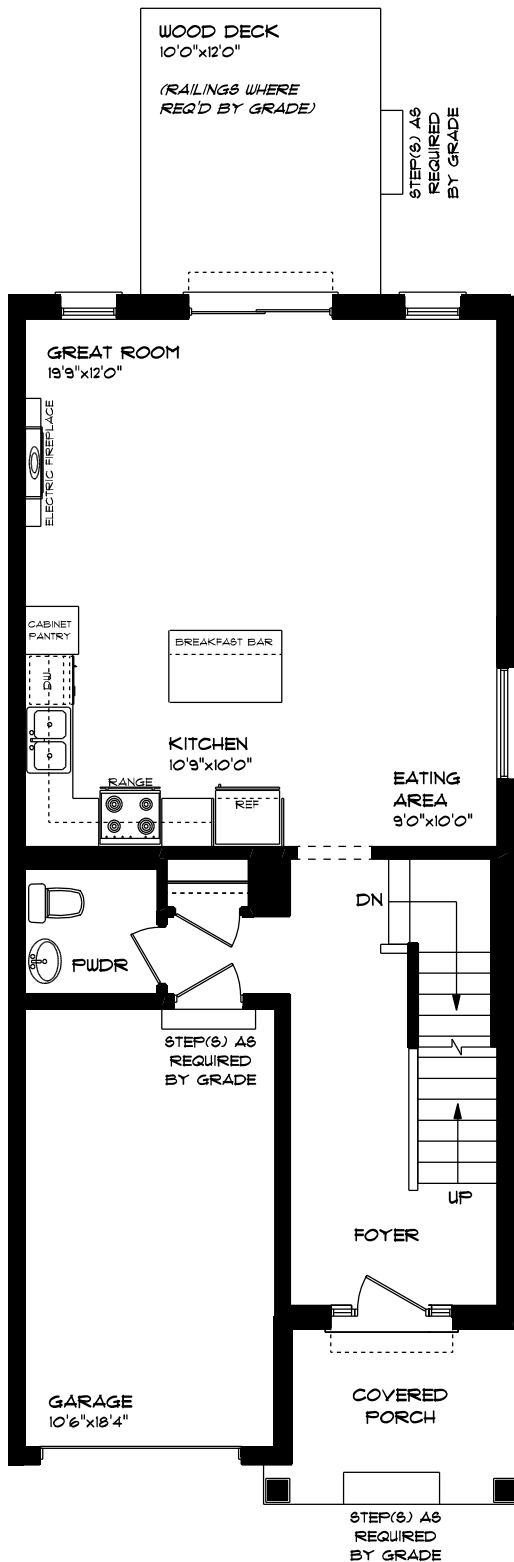 WOOD DECK
10'0"x12'0"
(RAILINGS WHERE
REQ'D BY GRADE)
STEP(S) AS
REQUIRED
BY GRADE
GREAT ROOM
19'9"x12'0"
ELECTRIC FIREPLACE
CABINET
PANTRY
DW
BREAKFAST BAR
KITCHEN
10'9"x10'0"
RANGE
REF
EATING
AREA
9'0"x10'0"
DN
PWDR
STEP(S) AS
REQUIRED
BY GRADE
UP
FOYER
GARAGE
10'6"x18'4"
COVERED
PORCH
STEP(S) AS
REQUIRED
BY GRADE